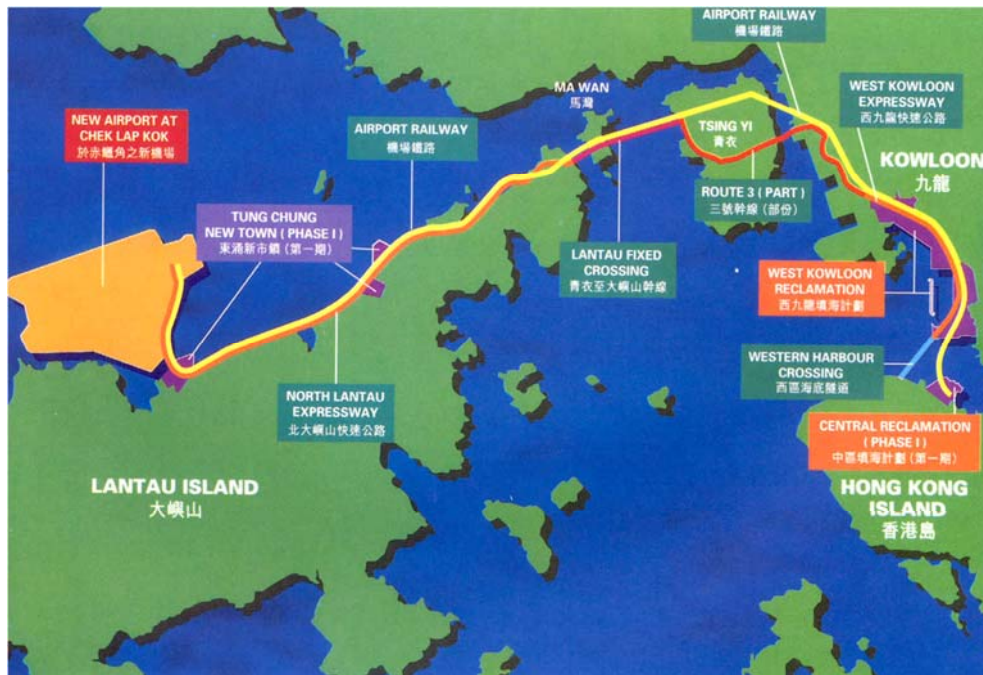 AIRPORT RAILWAY
機場鐵路
MA WAN
馬灣
WEST KOWLOON
EXPRESSWAY
西九龍快速公路
NEW AIRPORT AT
CHEK LAP KOK
於赤鱲角之新機場
AIRPORT RAILWAY
機場鐵路
TSING YI
青衣
KOWLOON
九龍
TUNG CHUNG
NEW TOWN ( PHASE I )
東涌新市鎮(第一期)
ROUTE 3 ( PART )
三號幹線(部份)
LANTAU FIXED
CROSSING
青衣至大嶼山幹線
WEST KOWLOON
RECLAMATION
西九龍填海計劃
WESTERN HARBOUR
CROSSING
西區海底隧道
NORTH LANTAU
EXPRESSWAY
北大嶼山快速公路
CENTRAL RECLAMATION
( PHASE I )
中區填海計劃(第一期)
LANTAU ISLAND
大嶼山
HONG KONG
ISLAND
香港島